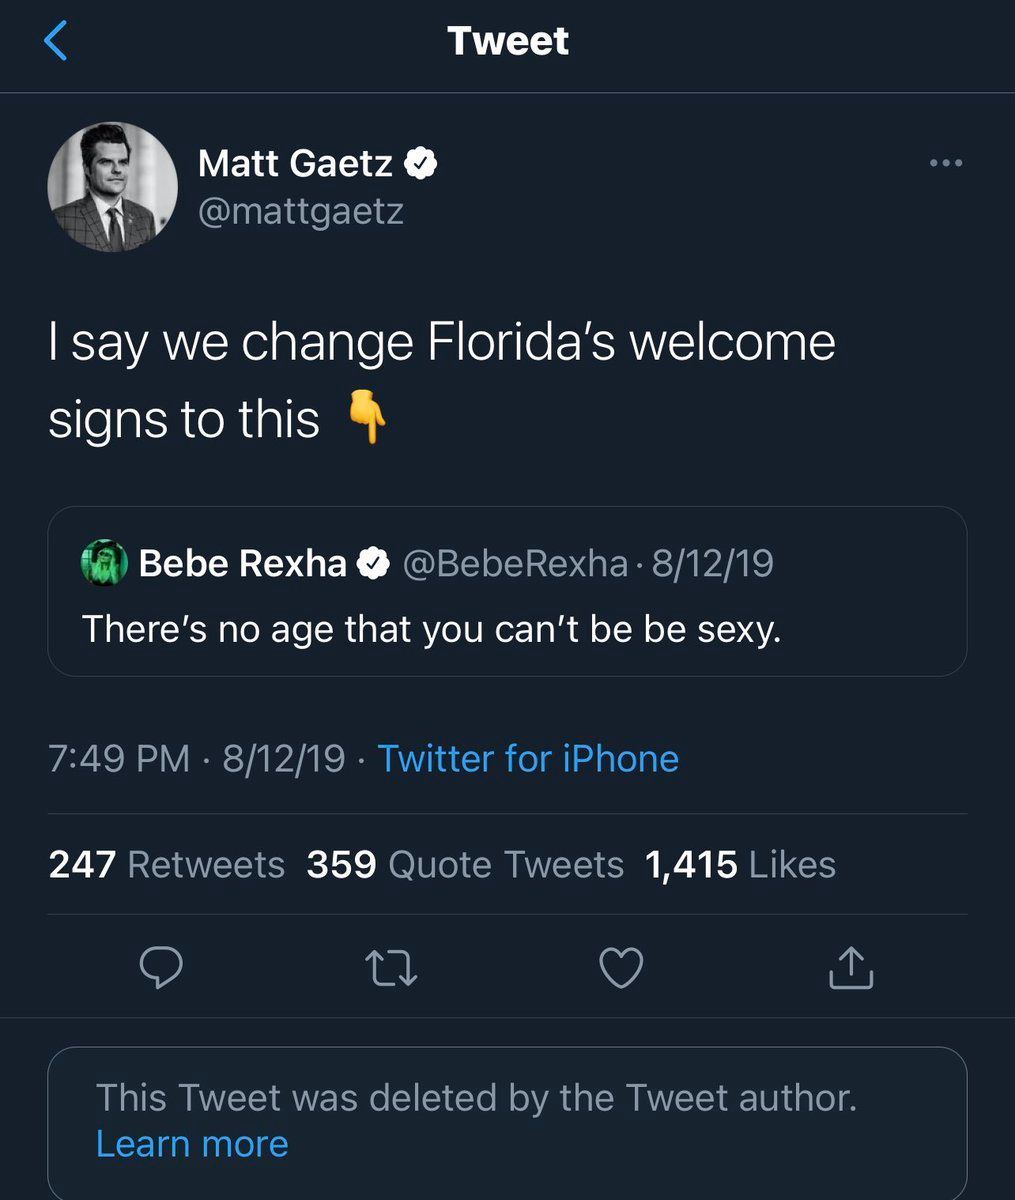 Tweet
Matt Gaetz
@mattgaetz
I say we change Florida's welcome
signs to this 👇
Bebe Rexha @BebeRexha · 8/12/19
There's no age that you can't be be sexy.
7:49 PM · 8/12/19 · Twitter for iPhone
247 Retweets 359 Quote Tweets 1,415 Likes
This Tweet was deleted by the Tweet author.
Learn more